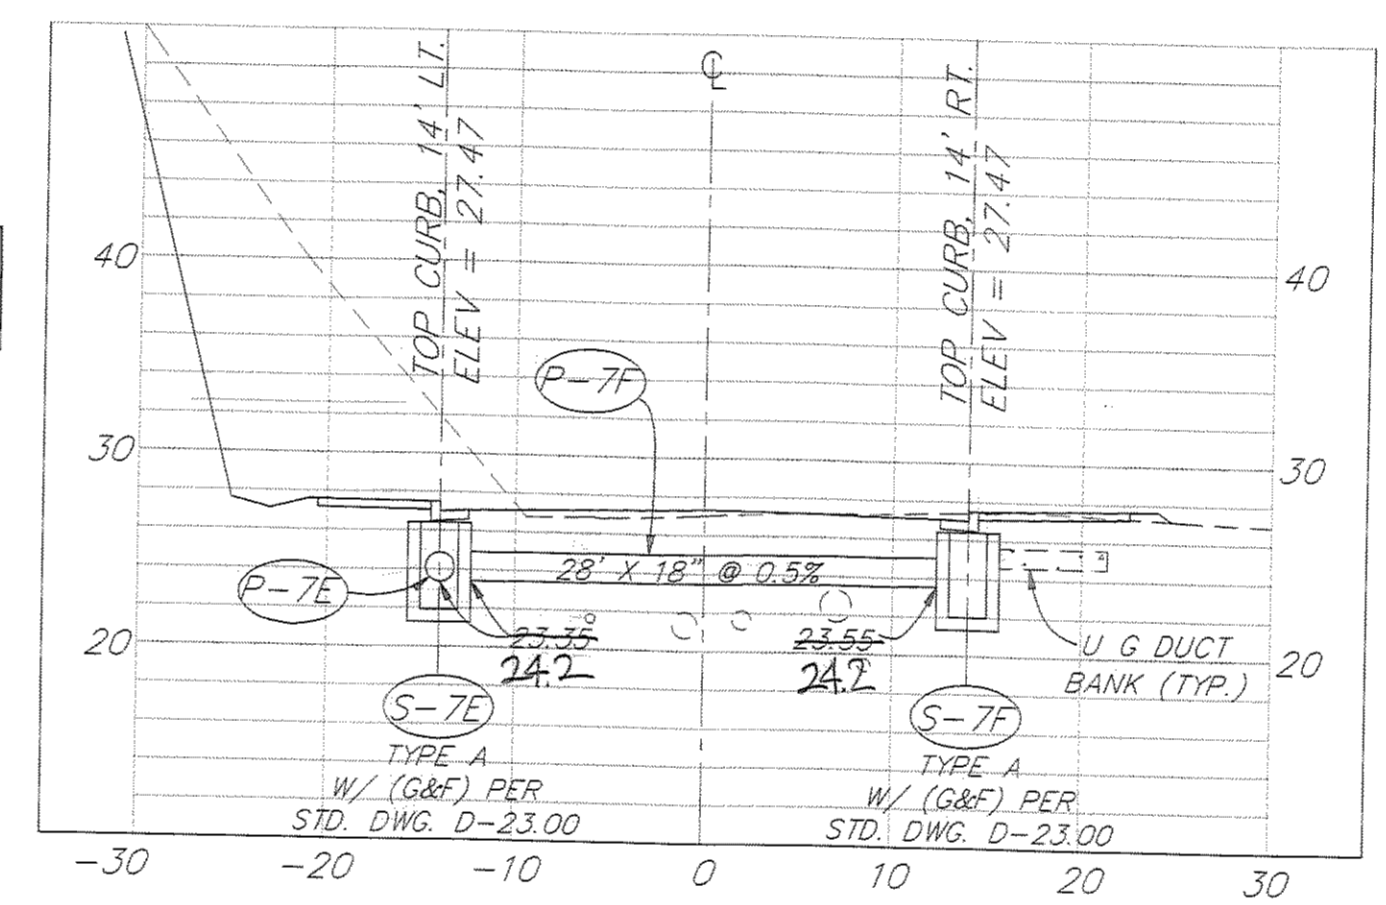 TOP CURB, 14' LT.
ELEV = 27.47
CL
TOP CURB, 14' RT.
ELEV = 27.47
40
40
P-7F
30
30
28' X 18" @ 0.5%
P-7E
23.35
23.55
24.2
24.2
U G DUCT
BANK (TYP.)
20
20
S-7E
S-7F
TYPE A
W/ (G&F) PER
STD. DWG. D-23.00
TYPE A
W/ (G&F) PER
STD. DWG. D-23.00
-30
-20
-10
0
10
20
30